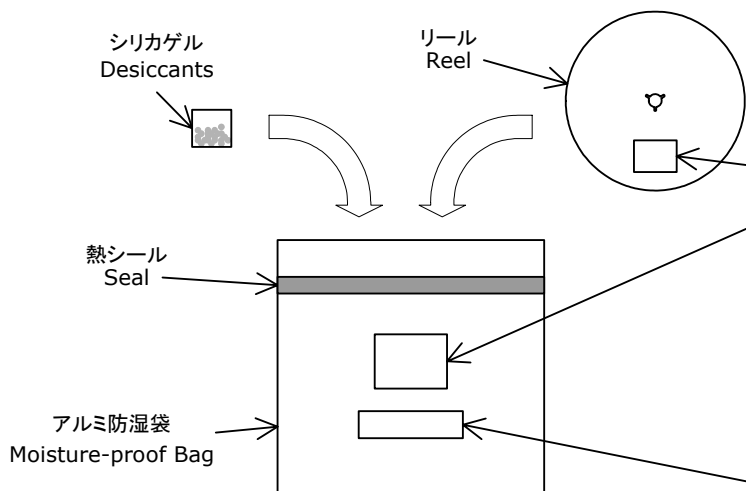 シリカゲル
Desiccants
リール
Reel
熱シール
Seal
アルミ防湿袋
Moisture-proof Bag